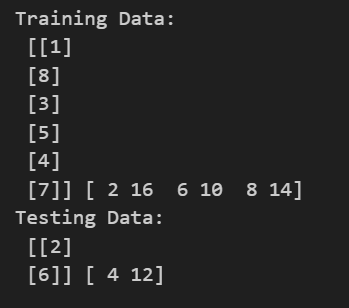 Training Data:
 [[1]
 [8]
 [3]
 [5]
 [4]
 [7]] [ 2 16  6 10  8 14]
Testing Data:
 [[2]
 [6]] [ 4 12]